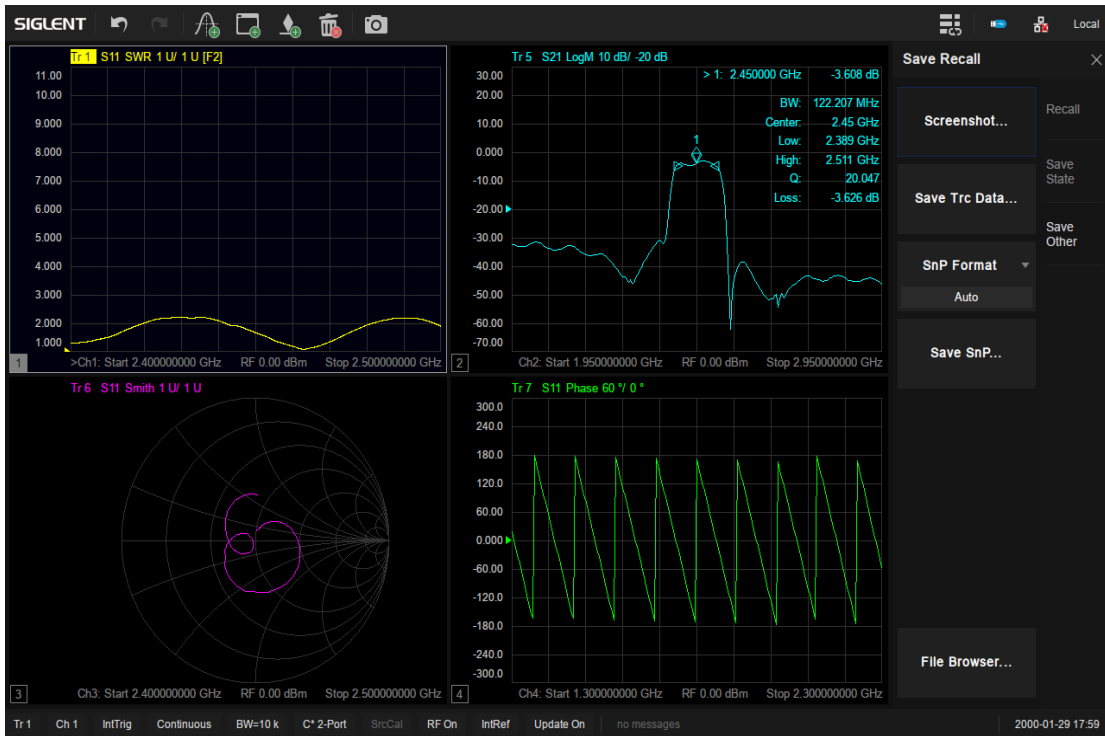 SIGLENT
Local
Tr 1 S11 SWR 1 U/ 1 U [F2]
11.00
10.00
9.000
8.000
7.000
6.000
5.000
4.000
3.000
2.000
1.000
1 >Ch1: Start 2.400000000 GHz RF 0.00 dBm Stop 2.500000000 GHz
Tr 5 S21 LogM 10 dB/ -20 dB
> 1: 2.450000 GHz -3.608 dB
BW: 122.207 MHz
Center: 2.45 GHz
Low: 2.389 GHz
High: 2.511 GHz
Q: 20.047
Loss: -3.626 dB
1
30.00
20.00
10.00
0.000
-10.00
-20.00
-30.00
-40.00
-50.00
-60.00
-70.00
2 Ch2: Start 1.950000000 GHz RF 0.00 dBm Stop 2.950000000 GHz
Tr 6 S11 Smith 1 U/ 1 U
3 Ch3: Start 2.400000000 GHz RF 0.00 dBm Stop 2.500000000 GHz
Tr 7 S11 Phase 60 °/ 0 °
300.0
240.0
180.0
120.0
60.00
0.000
-60.00
-120.0
-180.0
-240.0
-300.0
4 Ch4: Start 1.300000000 GHz RF 0.00 dBm Stop 2.300000000 GHz
Save Recall
Screenshot...
Save Trc Data...
SnP Format
Auto
Save SnP...
File Browser...
Recall
Save
State
Save
Other
Tr 1 Ch 1 IntTrig Continuous BW=10 k C* 2-Port SrcCal RF On IntRef Update On no messages 2000-01-29 17:59